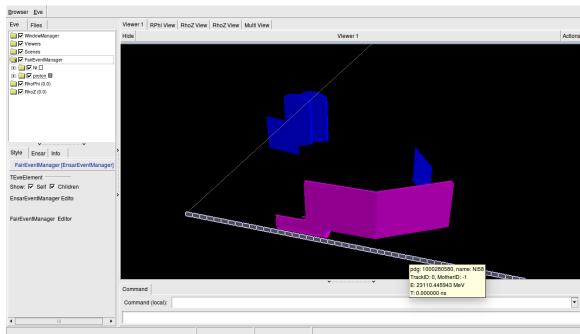 Browser Eve
Eve Files
WindowManager
Viewers
Scenes
FairEventManager
Ni
proton
RhoPhi (0.0)
RhoZ (0.0)
Style Ensar Info
FairEventManager [EnsarEventManager]
TEveElement
Show: Self Children
EnsarEventManager Edito
FairEventManager Editor
Viewer 1 RPhi View RhoZ View RhoZ View Multi View
Hide Viewer 1 Actions
pdg: 1000280580, name: Ni58
TrackID: 0, MotherID: -1
E: 23110.445943 MeV
T: 0.000000 ns
Command
Command (local):